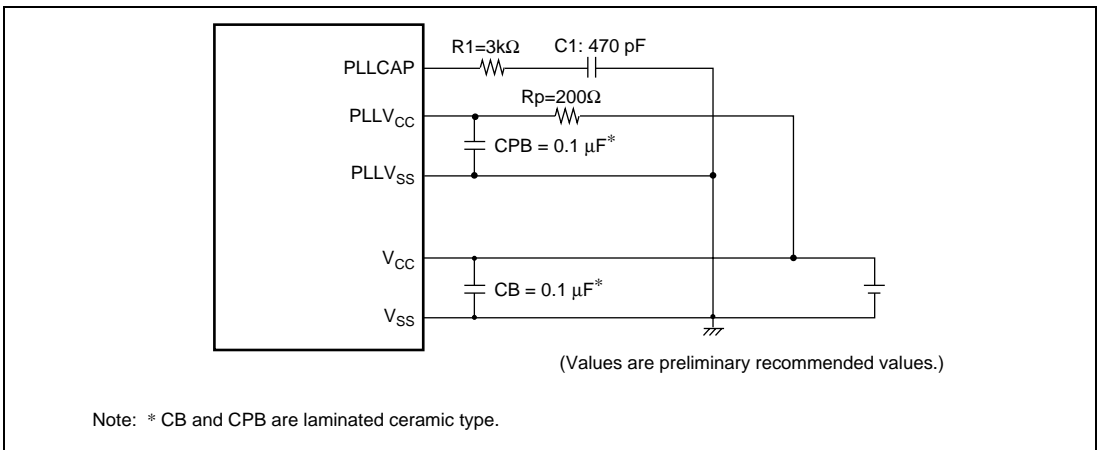 R1=3kΩ C1: 470 pF
PLLCAP
Rp=200Ω
PLLVCC
CPB = 0.1 μF*
PLLVSS
VCC
CB = 0.1 μF*
VSS
(Values are preliminary recommended values.)
Note: * CB and CPB are laminated ceramic type.